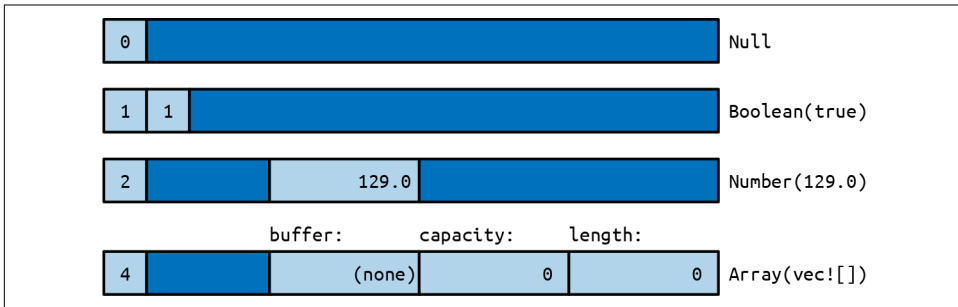 0 Null
1 1 Boolean(true)
2 129.0 Number(129.0)
buffer: capacity: length:
4 (none) 0 0 Array(vec![])